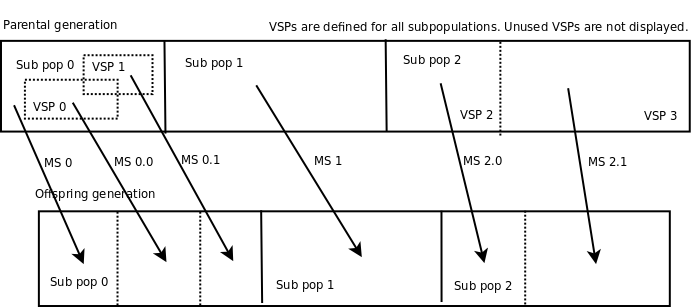 Parental generation
VSPs are defined for all subpopulations. Unused VSPs are not displayed.
Sub pop 0
VSP 1
Sub pop 1
Sub pop 2
VSP 0
VSP 2
VSP 3
MS 0
MS 0.0
MS 0.1
MS 1
MS 2.0
MS 2.1
Offspring generation
Sub pop 0
Sub pop 1
Sub pop 2